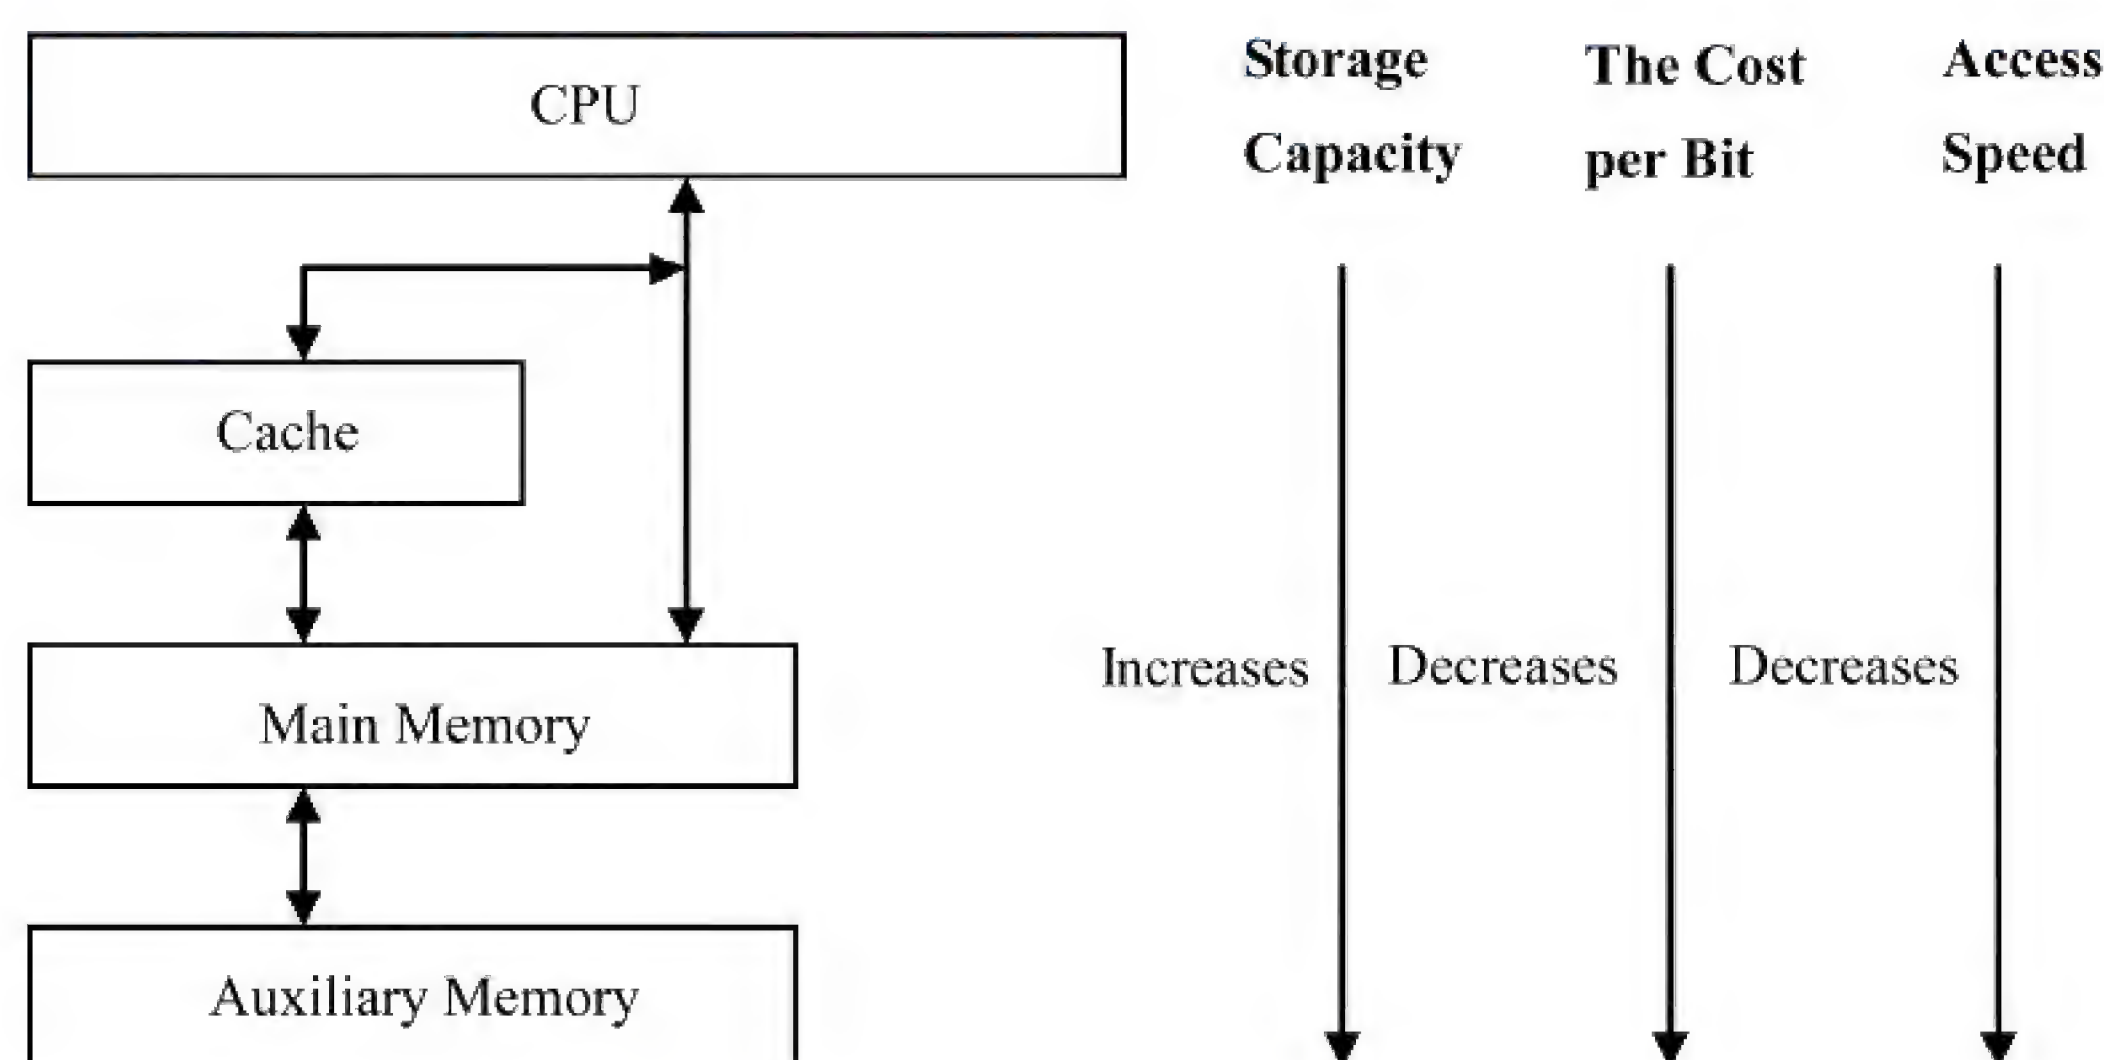 CPU
Storage
Capacity
The Cost
per Bit
Access
Speed
Cache
Increases
Decreases
Decreases
Main Memory
Auxiliary Memory